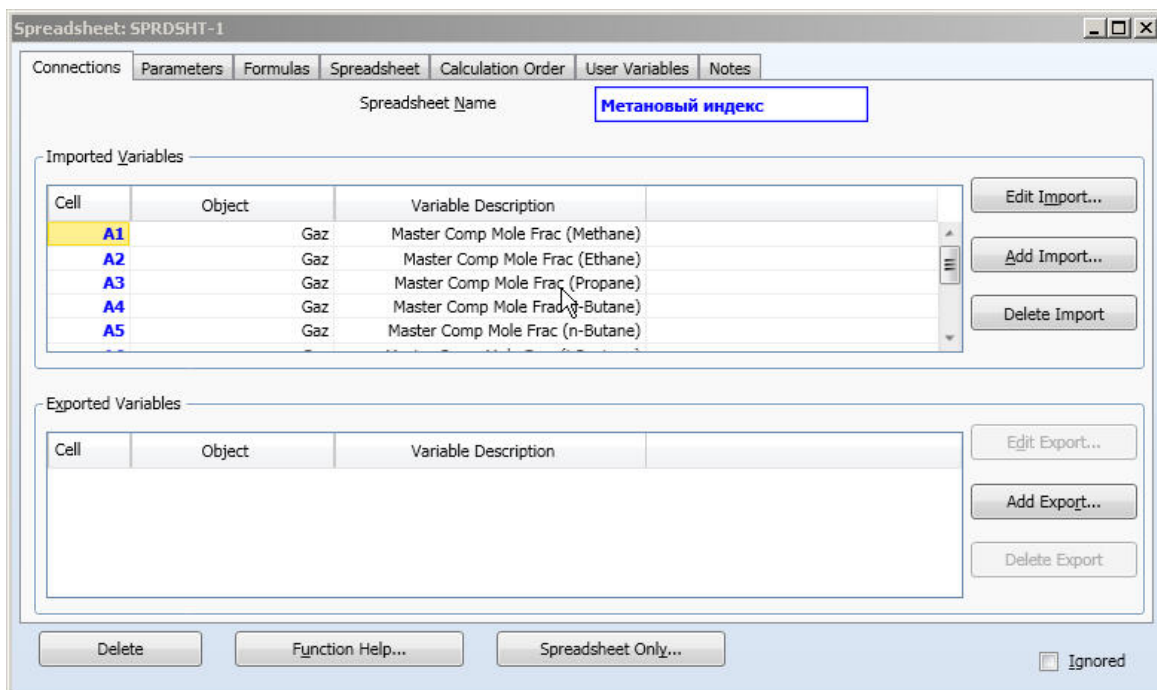 Spreadsheet: SPRDSHT-1
Connections Parameters Formulas Spreadsheet Calculation Order User Variables Notes
Spreadsheet Name Метановый индекс
Imported Variables
Cell Object Variable Description
A1 Gaz Master Comp Mole Frac (Methane)
A2 Gaz Master Comp Mole Frac (Ethane)
A3 Gaz Master Comp Mole Frac (Propane)
A4 Gaz Master Comp Mole Frac
A5 Gaz Master Comp Mole Frac (n-Butane)
Edit Import...
Add Import...
Delete Import
Exported Variables
Cell Object Variable Description
Edit Export...
Add Export...
Delete Export
Delete Function Help... Spreadsheet Only... Ignored